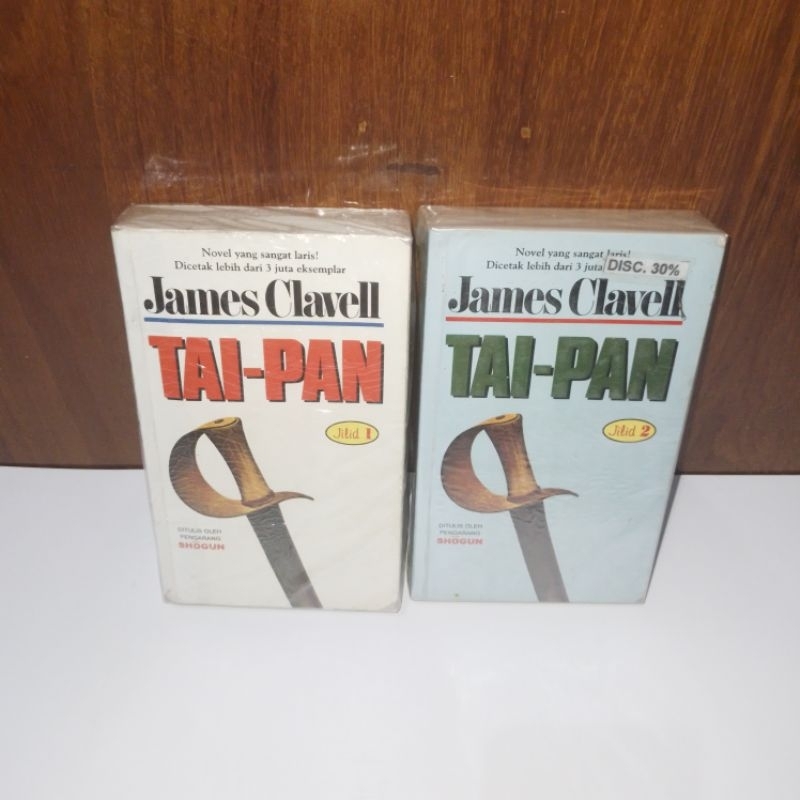 Novel yang sangat laris!
Dicetak lebih dari 3 juta eksemplar
James Clavell
TAI-PAN
Jilid 1
DITULIS OLEH
PENGARANG
SHŌGUN
Novel yang sangat laris!
Dicetak lebih dari 3 juta
DISC. 30%
James Clavell
TAI-PAN
Jilid 2
DITULIS OLEH
PENGARANG
SHŌGUN